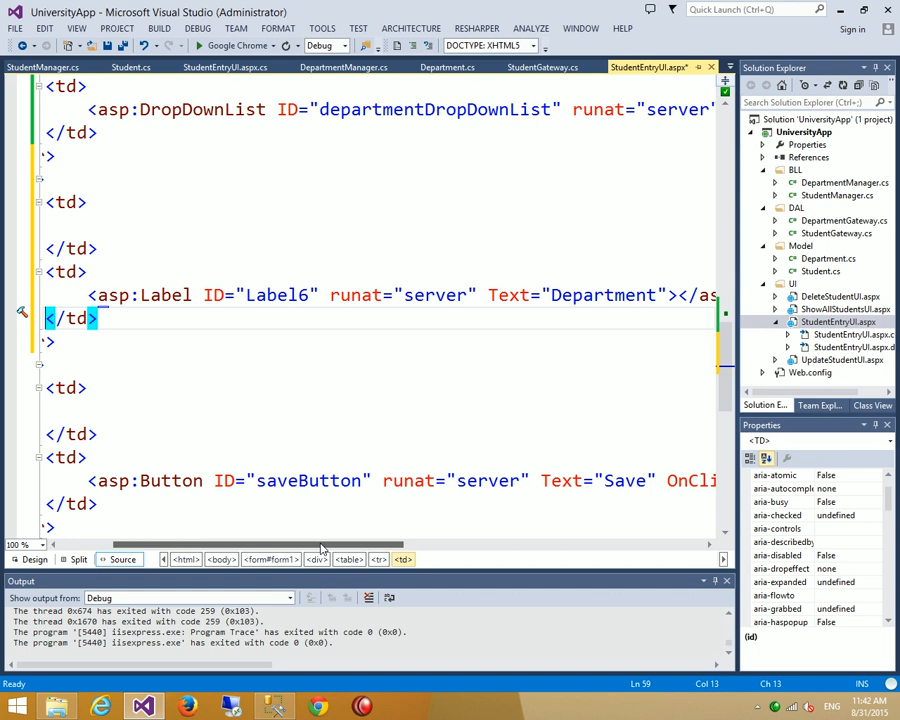 UniversityApp - Microsoft Visual Studio (Administrator)
Quick Launch (Ctrl+;)
FILE EDIT VIEW PROJECT BUILD DEBUG TEAM FORMAT TOOLS TEST ARCHITECTURE RESHARPER ANALYZE WINDOW HELP
Sign in
Google Chrome Debug DOCTYPE: XHTML5
StudentManager.cs Student.cs StudentEntryUI.aspx.cs DepartmentManager.cs Department.cs StudentGateway.cs StudentEntryUI.aspx*
<td>
<asp:DropDownList ID="departmentDropDownList" runat="server"
</td>
>
<td>
</td>
<td>
<asp:Label ID="Label6" runat="server" Text="Department"></as
</td>
>
<td>
</td>
<td>
<asp:Button ID="saveButton" runat="server" Text="Save" OnCli
</td>
>
100 %
Design Split Source <html> <body> <form#form1> <div> <table> <tr> <td>
Output
Show output from: Debug
The thread 0x674 has exited with code 259 (0x103).
The thread 0x1670 has exited with code 259 (0x103).
The program '[5440] iisexpress.exe: Program Trace' has exited with code 0 (0x0).
The program '[5440] iisexpress.exe' has exited with code 0 (0x0).
Solution Explorer
Search Solution Explorer (Ctrl+;)
Solution 'UniversityApp' (1 project)
UniversityApp
Properties
References
BLL
DepartmentManager.cs
StudentManager.cs
DAL
DepartmentGateway.cs
StudentGateway.cs
Model
Department.cs
Student.cs
UI
DeleteStudentUI.aspx
ShowAllStudentsUI.aspx
StudentEntryUI.aspx
StudentEntryUI.aspx.c
StudentEntryUI.aspx.d
UpdateStudentUI.aspx
Web.config
Solution E... Team Expl... Class View
Properties
<TD>
aria-atomic False
aria-autocomple none
aria-busy False
aria-checked undefined
aria-controls
aria-describedby
aria-disabled False
aria-dropeffect none
aria-expanded undefined
aria-flowto
aria-grabbed undefined
aria-haspopup False
(id)
Ready Ln 59 Col 13 Ch 13 INS
ENG
11:42 AM
8/31/2015